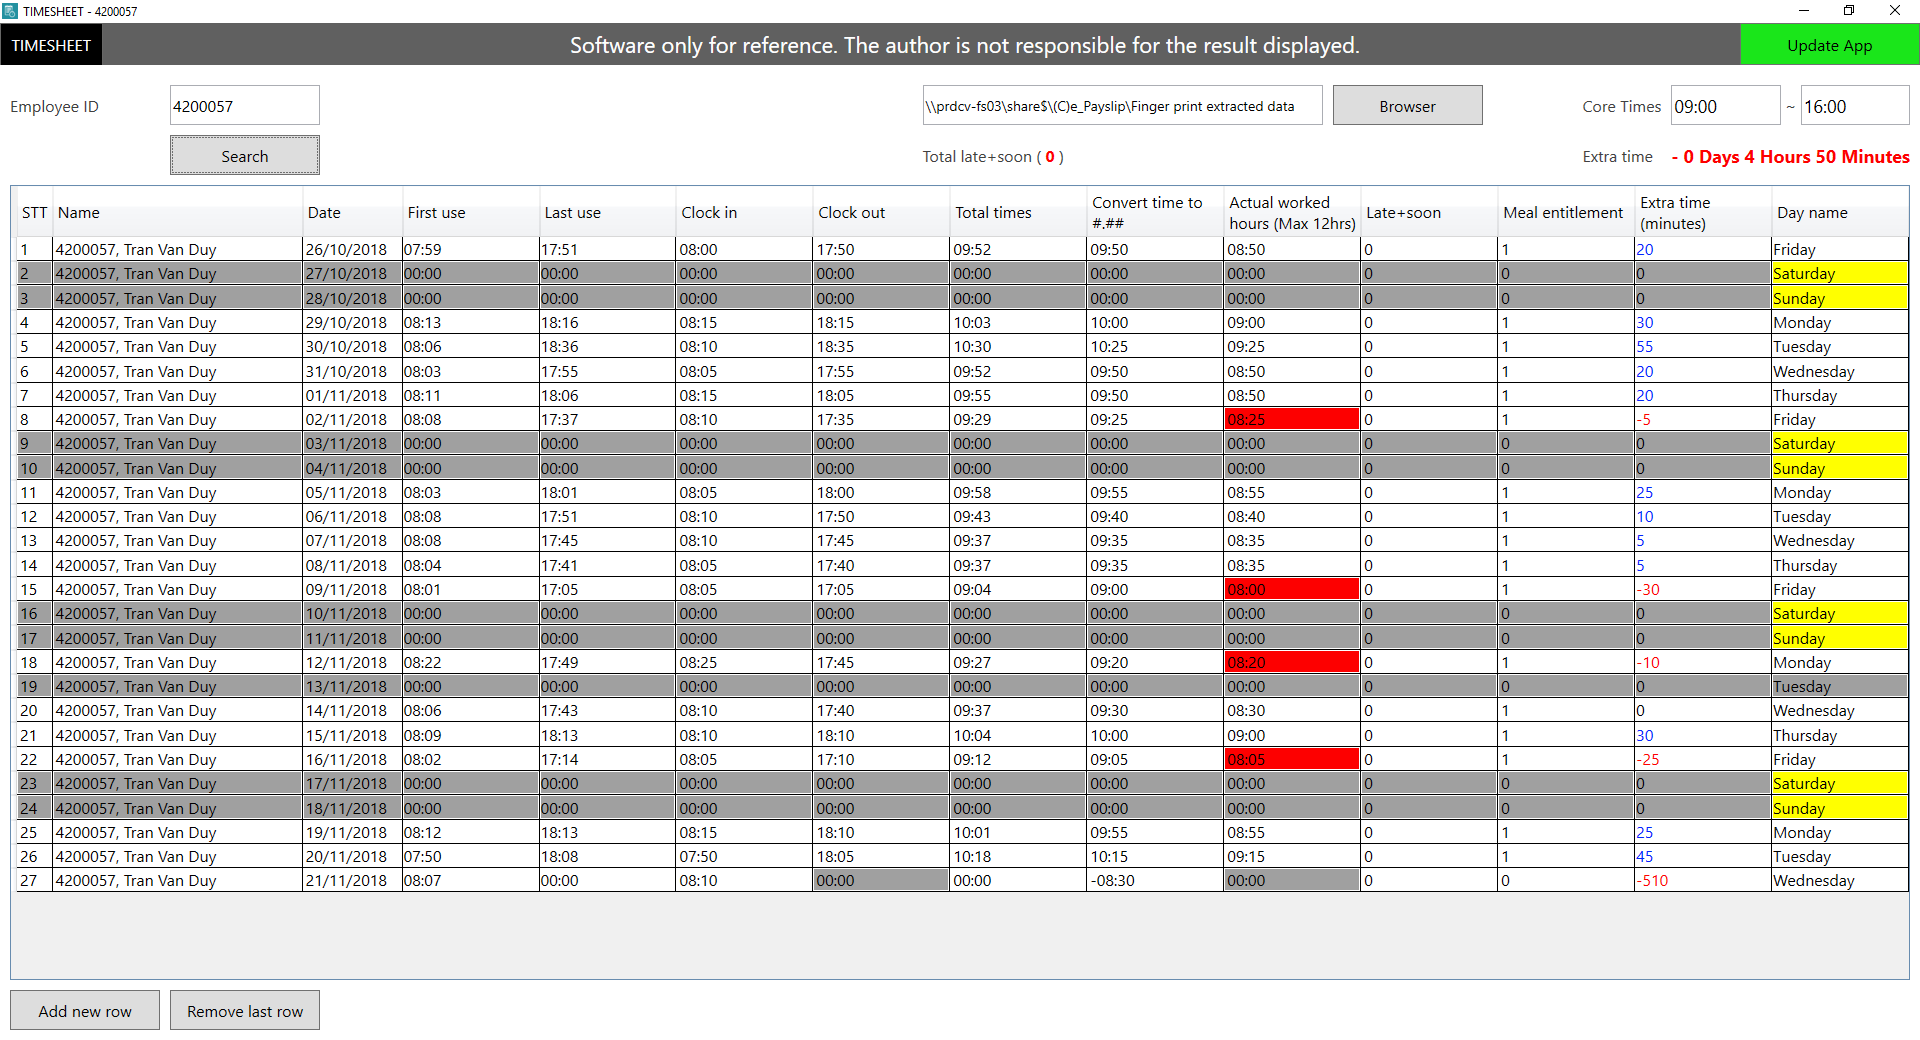 TIMESHEET - 4200057
TIMESHEET Software only for reference. The author is not responsible for the result displayed. Update App
Employee ID 4200057 \\prdcv-fs03\share$\(C)e_Payslip\Finger print extracted data Browser Core Times 09:00 ~ 16:00
Search Total late+soon ( 0 ) Extra time - 0 Days 4 Hours 50 Minutes
STT Name Date First use Last use Clock in Clock out Total times Convert time to #.## Actual worked hours (Max 12hrs) Late+soon Meal entitlement Extra time (minutes) Day name
1 4200057, Tran Van Duy 26/10/2018 07:59 17:51 08:00 17:50 09:52 09:50 08:50 0 1 20 Friday
2 4200057, Tran Van Duy 27/10/2018 00:00 00:00 00:00 00:00 00:00 00:00 00:00 0 0 0 Saturday
3 4200057, Tran Van Duy 28/10/2018 00:00 00:00 00:00 00:00 00:00 00:00 00:00 0 0 0 Sunday
4 4200057, Tran Van Duy 29/10/2018 08:13 18:16 08:15 18:15 10:03 10:00 09:00 0 1 30 Monday
5 4200057, Tran Van Duy 30/10/2018 08:06 18:36 08:10 18:35 10:30 10:25 09:25 0 1 55 Tuesday
6 4200057, Tran Van Duy 31/10/2018 08:03 17:55 08:05 17:55 09:52 09:50 08:50 0 1 20 Wednesday
7 4200057, Tran Van Duy 01/11/2018 08:11 18:06 08:15 18:05 09:55 09:50 08:50 0 1 20 Thursday
8 4200057, Tran Van Duy 02/11/2018 08:08 17:37 08:10 17:35 09:29 09:25 08:25 0 1 -5 Friday
9 4200057, Tran Van Duy 03/11/2018 00:00 00:00 00:00 00:00 00:00 00:00 00:00 0 0 0 Saturday
10 4200057, Tran Van Duy 04/11/2018 00:00 00:00 00:00 00:00 00:00 00:00 00:00 0 0 0 Sunday
11 4200057, Tran Van Duy 05/11/2018 08:03 18:01 08:05 18:00 09:58 09:55 08:55 0 1 25 Monday
12 4200057, Tran Van Duy 06/11/2018 08:08 17:51 08:10 17:50 09:43 09:40 08:40 0 1 10 Tuesday
13 4200057, Tran Van Duy 07/11/2018 08:08 17:45 08:10 17:45 09:37 09:35 08:35 0 1 5 Wednesday
14 4200057, Tran Van Duy 08/11/2018 08:04 17:41 08:05 17:40 09:37 09:35 08:35 0 1 5 Thursday
15 4200057, Tran Van Duy 09/11/2018 08:01 17:05 08:05 17:05 09:04 09:00 08:00 0 1 -30 Friday
16 4200057, Tran Van Duy 10/11/2018 00:00 00:00 00:00 00:00 00:00 00:00 00:00 0 0 0 Saturday
17 4200057, Tran Van Duy 11/11/2018 00:00 00:00 00:00 00:00 00:00 00:00 00:00 0 0 0 Sunday
18 4200057, Tran Van Duy 12/11/2018 08:22 17:49 08:25 17:45 09:27 09:20 08:20 0 1 -10 Monday
19 4200057, Tran Van Duy 13/11/2018 00:00 00:00 00:00 00:00 00:00 00:00 00:00 0 0 0 Tuesday
20 4200057, Tran Van Duy 14/11/2018 08:06 17:43 08:10 17:40 09:37 09:30 08:30 0 1 0 Wednesday
21 4200057, Tran Van Duy 15/11/2018 08:09 18:13 08:10 18:10 10:04 10:00 09:00 0 1 30 Thursday
22 4200057, Tran Van Duy 16/11/2018 08:02 17:14 08:05 17:10 09:12 09:05 08:05 0 1 -25 Friday
23 4200057, Tran Van Duy 17/11/2018 00:00 00:00 00:00 00:00 00:00 00:00 00:00 0 0 0 Saturday
24 4200057, Tran Van Duy 18/11/2018 00:00 00:00 00:00 00:00 00:00 00:00 00:00 0 0 0 Sunday
25 4200057, Tran Van Duy 19/11/2018 08:12 18:13 08:15 18:10 10:01 09:55 08:55 0 1 25 Monday
26 4200057, Tran Van Duy 20/11/2018 07:50 18:08 07:50 18:05 10:18 10:15 09:15 0 1 45 Tuesday
27 4200057, Tran Van Duy 21/11/2018 08:07 00:00 08:10 00:00 00:00 -08:30 00:00 0 0 -510 Wednesday
Add new row Remove last row